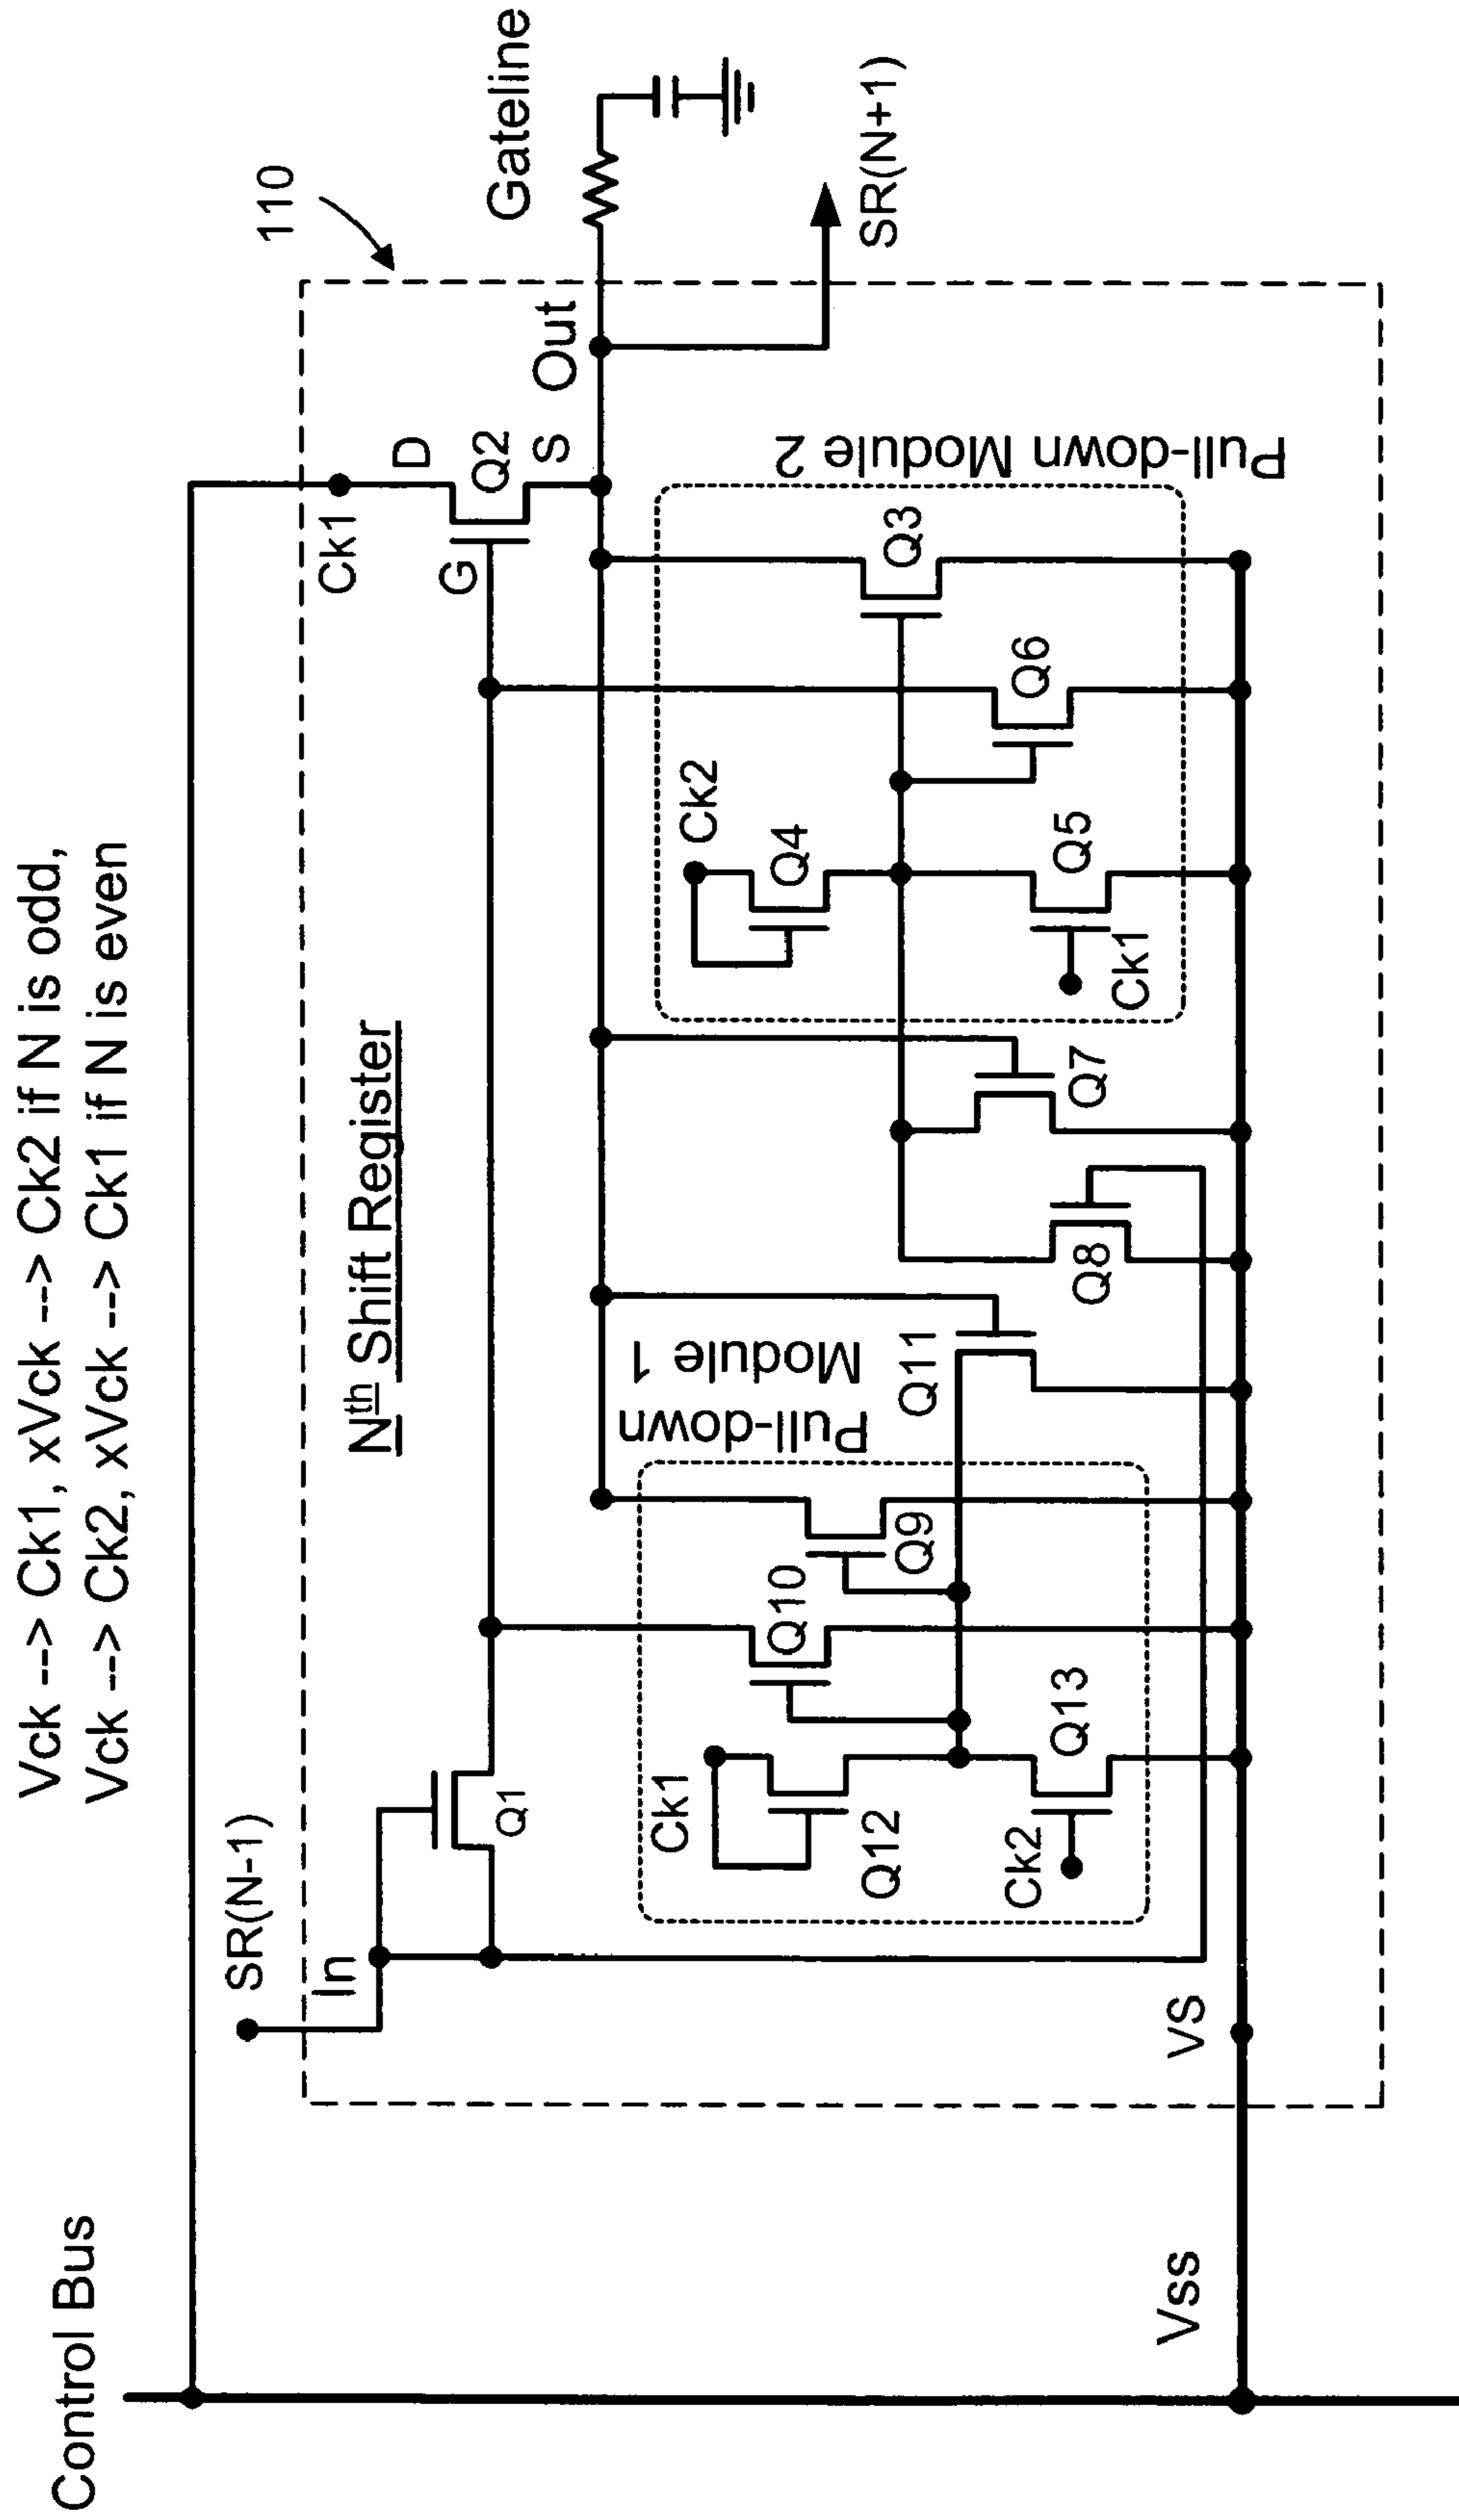 Vck --> Ck1, xVck --> Ck2 if N is odd,
Vck --> Ck2, xVck --> Ck1 if N is even
Control Bus
110
SR(N-1)
In
Nth Shift Register
Ck1
D
G
Q2
S
Out
Gateline
Q1
SR(N+1)
Pull-down
Module 1
Ck1
Q12
Q10
Q9
Q11
Ck2
Q13
Pull-down Module 2
Ck2
Q4
Q3
Q6
Q5
Ck1
Q7
Q8
VS
Vss